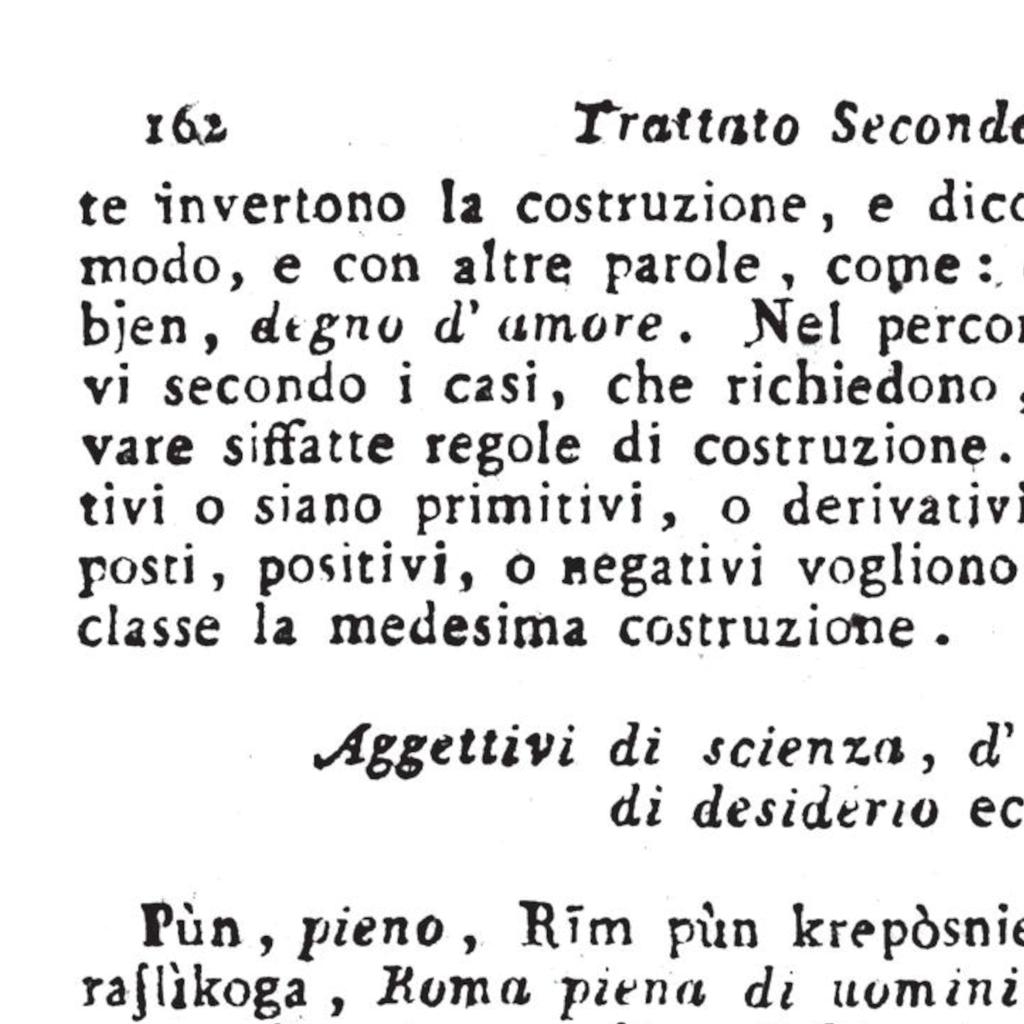 162 Trattato Secondo
te invertono la costruzione, e dico
modo, e con altre parole, come:
bjen, degno d' amore. Nel percor
vi secondo i casi, che richiedono,
vare siffatte regole di costruzione.
tivi o siano primitivi, o derivativi
posti, positivi, o negativi vogliono
classe la medesima costruzione.
Aggettivi di scienza, d'
di desiderio ec
Pùn, pieno, Rīm pùn krepòsnie
raſlìkoga, Roma piena di uomini